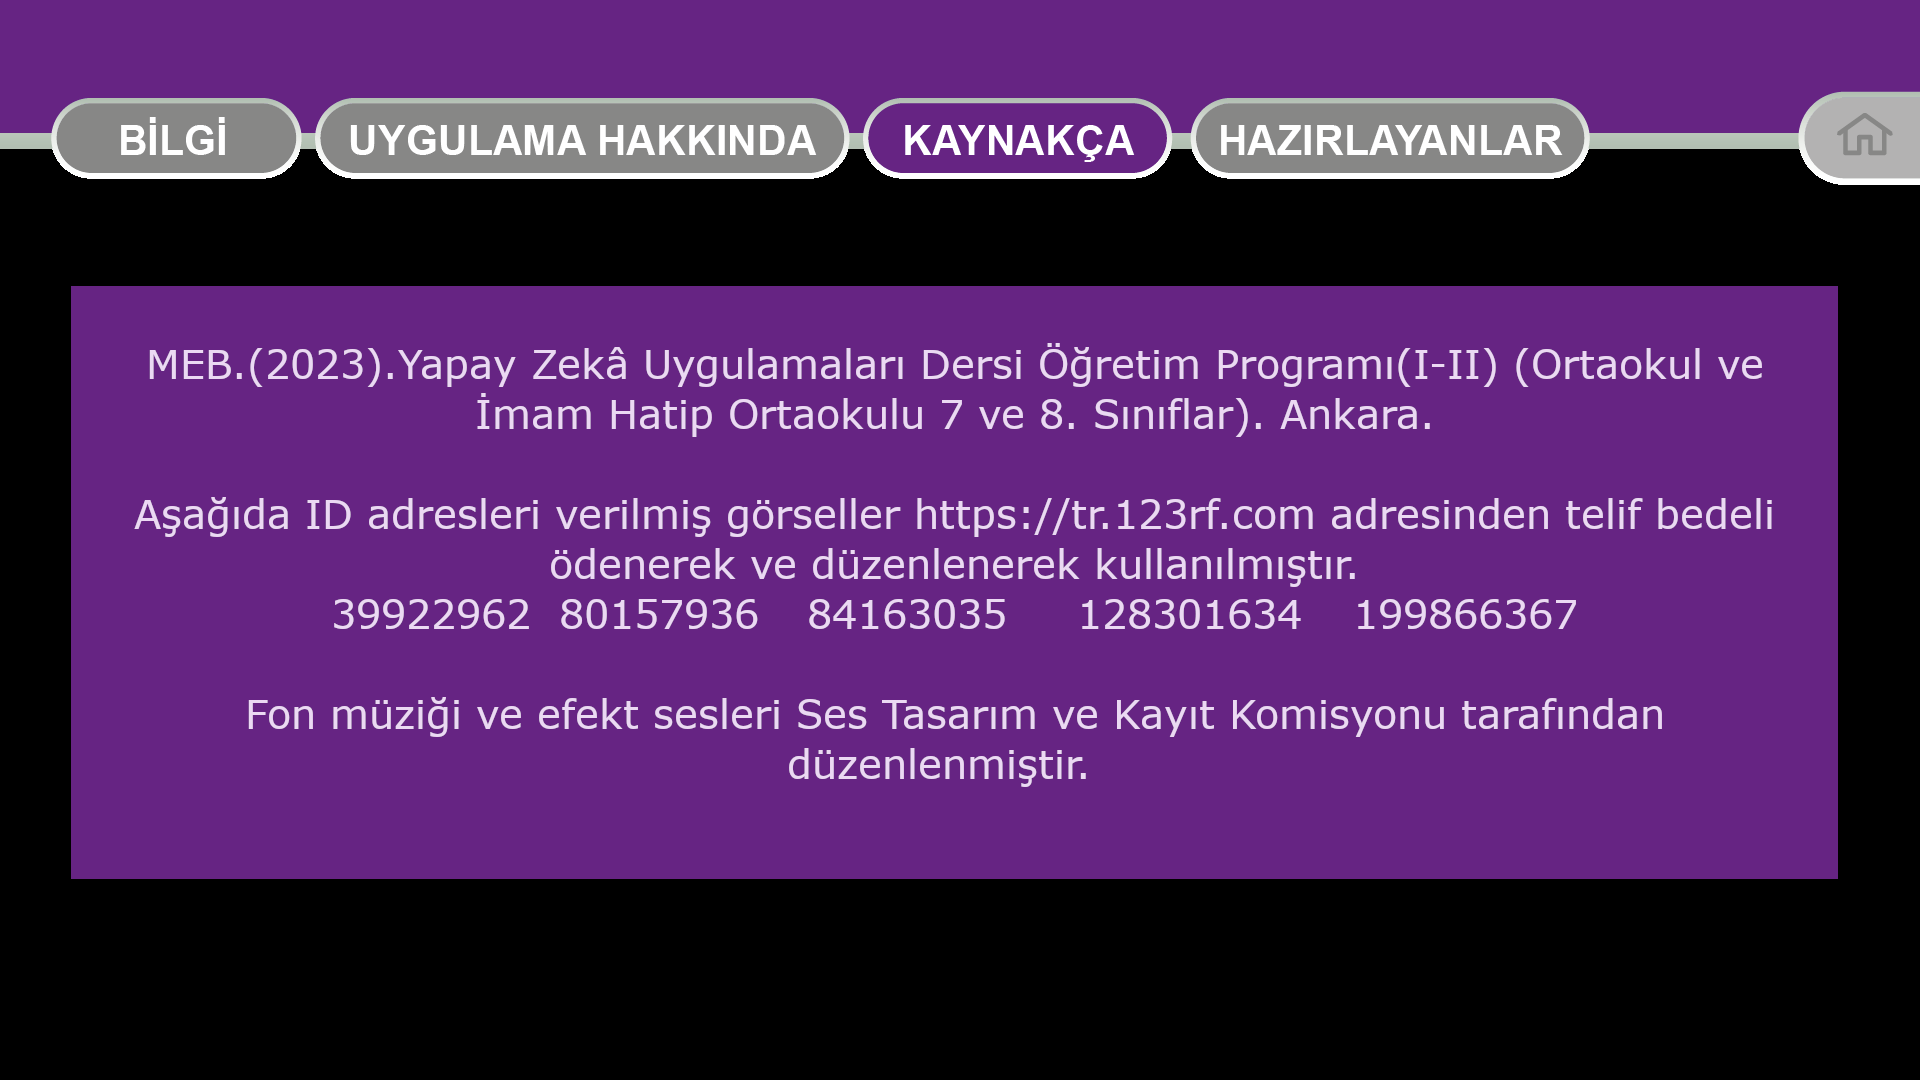 BİLGİ
UYGULAMA HAKKINDA
KAYNAKÇA
HAZIRLAYANLAR
MEB.(2023).Yapay Zekâ Uygulamaları Dersi Öğretim Programı(I-II) (Ortaokul ve
İmam Hatip Ortaokulu 7 ve 8. Sınıflar). Ankara.
Aşağıda ID adresleri verilmiş görseller https://tr.123rf.com adresinden telif bedeli
ödenerek ve düzenlenerek kullanılmıştır.
39922962 80157936 84163035 128301634 199866367
Fon müziği ve efekt sesleri Ses Tasarım ve Kayıt Komisyonu tarafından
düzenlenmiştir.